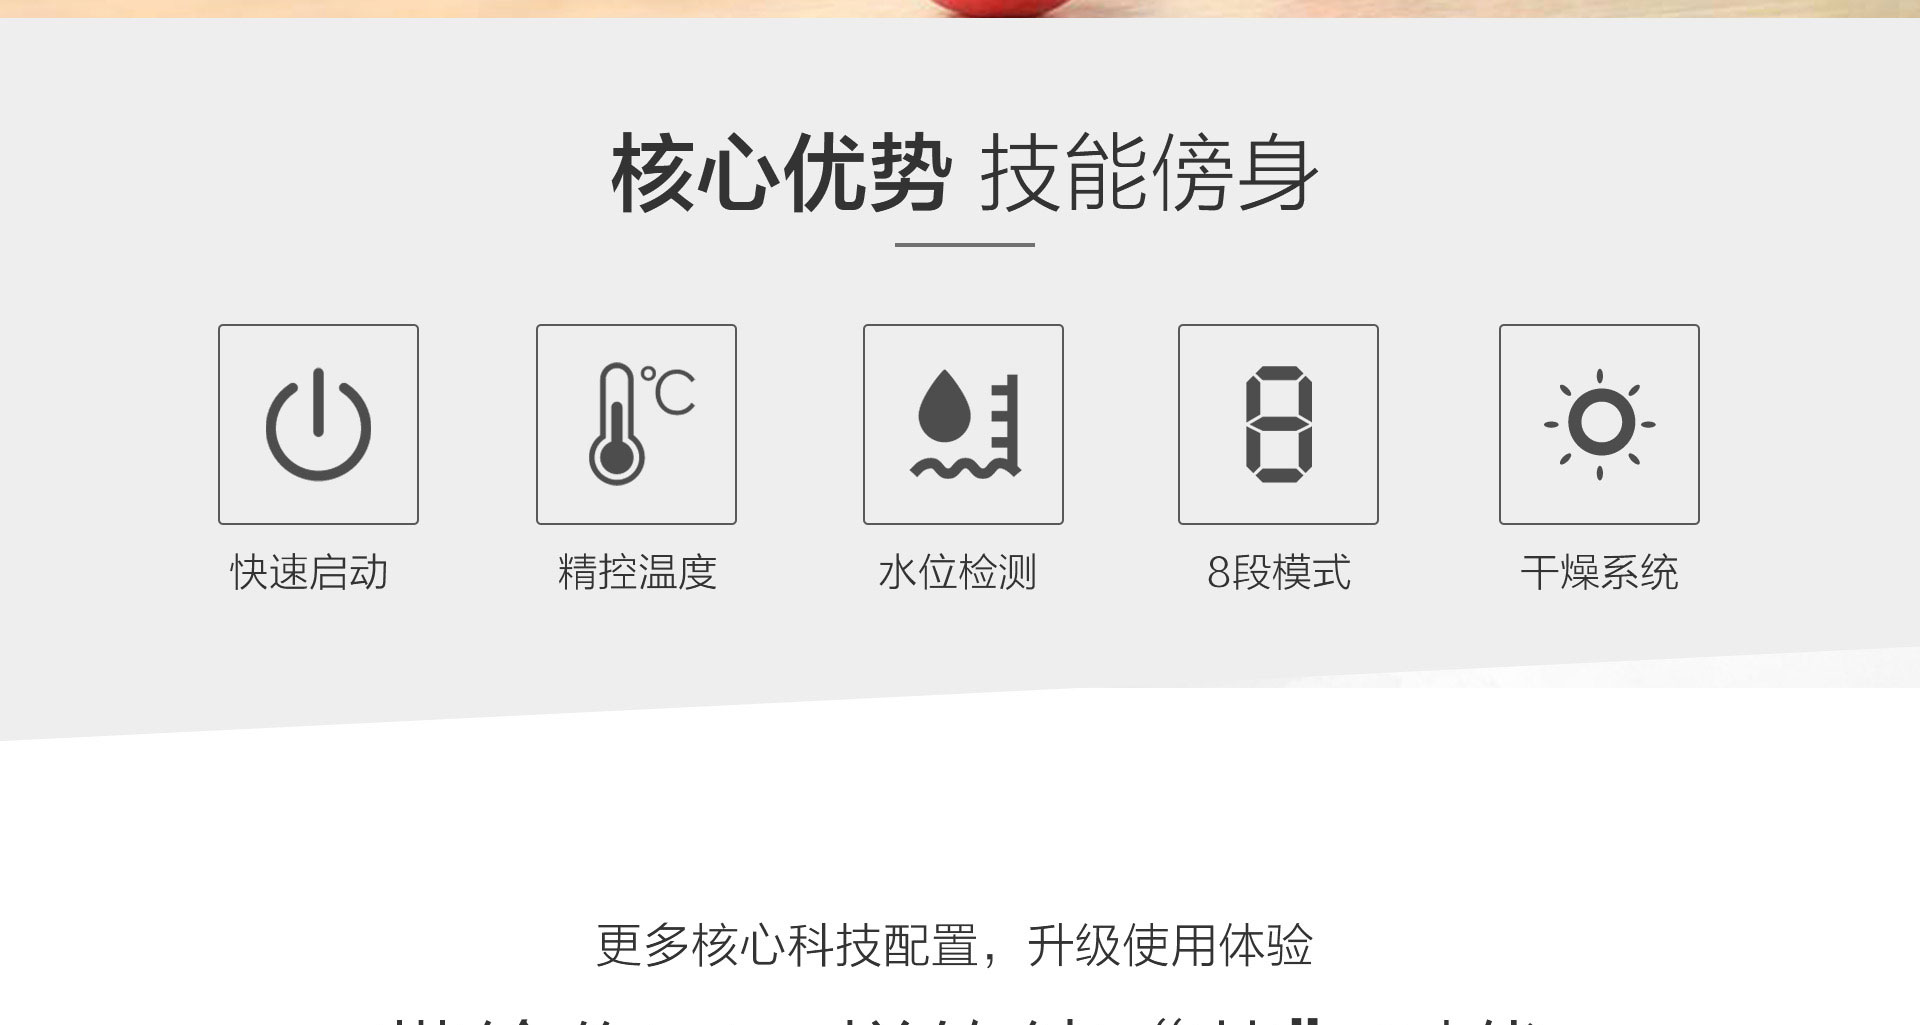 核心优势 技能傍身
℃
8
快速启动
精控温度
水位检测
8段模式
干燥系统
更多核心科技配置，升级使用体验